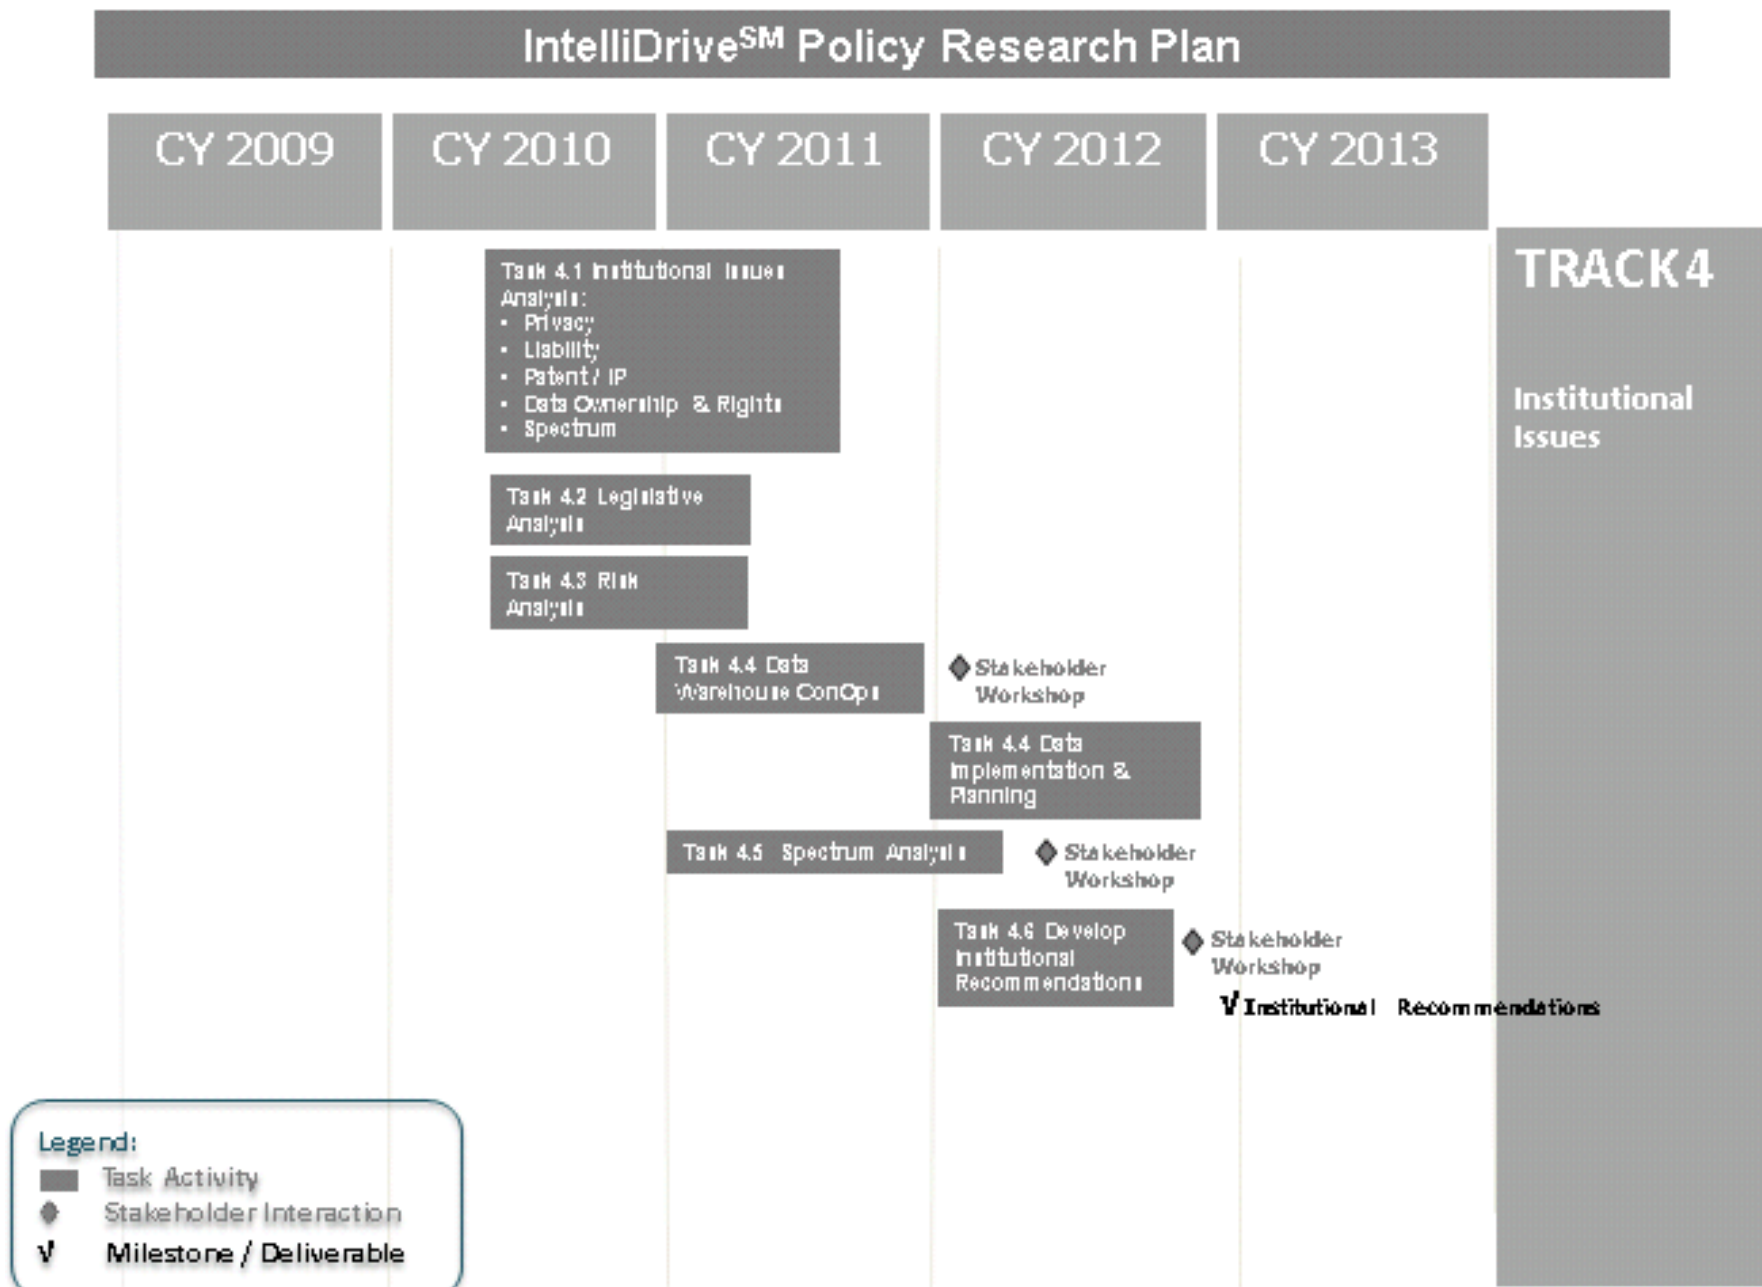 IntelliDriveSM Policy Research Plan
CY 2009
CY 2010
CY 2011
CY 2012
CY 2013
TRACK4
Institutional
Issues
Task 4.1 Institutional Issues
Analysis:
• Privacy
• Liability
• Patent / IP
• Data Ownership & Rights
• Spectrum
Task 4.2 Legislative
Analysis
Task 4.3 Risk
Analysis
Task 4.4 Data
Warehouse ConOps
Stakeholder
Workshop
Task 4.4 Data
Implementation &
Planning
Task 4.5 Spectrum Analysis
Stakeholder
Workshop
Task 4.6 Develop
Institutional
Recommendations
Stakeholder
Workshop
√ Institutional Recommendations
Legend:
Task Activity
Stakeholder Interaction
√ Milestone / Deliverable